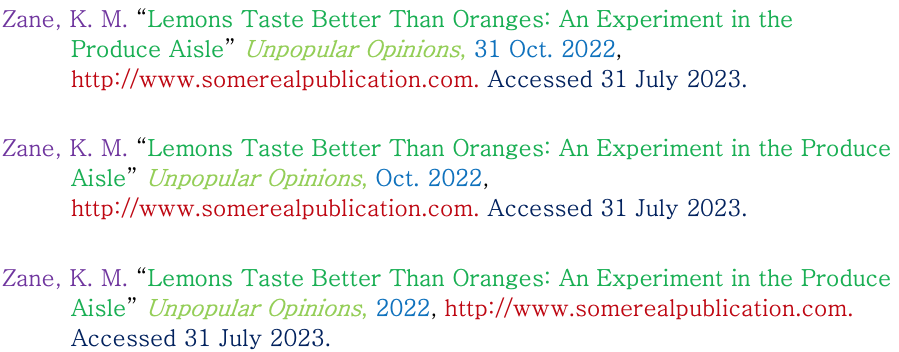 Zane, K. M. “Lemons Taste Better Than Oranges: An Experiment in the
Produce Aisle” Unpopular Opinions, 31 Oct. 2022,
http://www.somerealpublication.com. Accessed 31 July 2023.
Zane, K. M. “Lemons Taste Better Than Oranges: An Experiment in the Produce
Aisle” Unpopular Opinions, Oct. 2022,
http://www.somerealpublication.com. Accessed 31 July 2023.
Zane, K. M. “Lemons Taste Better Than Oranges: An Experiment in the Produce
Aisle” Unpopular Opinions, 2022, http://www.somerealpublication.com.
Accessed 31 July 2023.